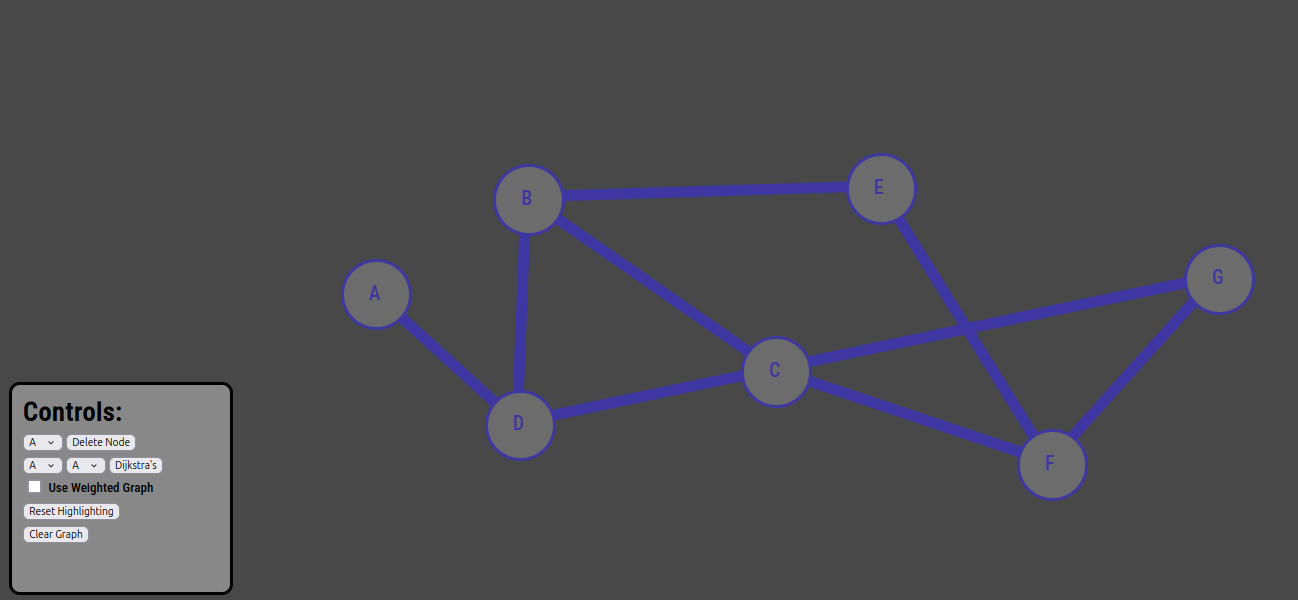 E
B
G
A
C
D
F
Controls:
A Delete Node
A A Dijkstra's
Use Weighted Graph
Reset Highlighting
Clear Graph